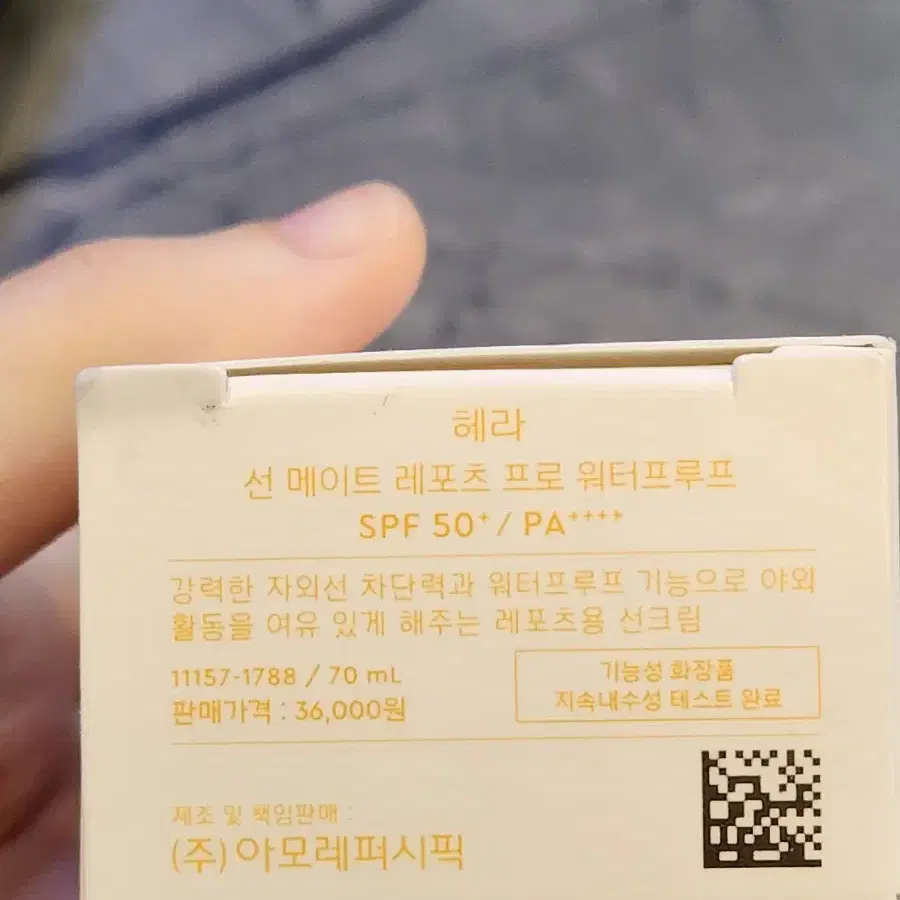 헤라
선 메이트 레포츠 프로 워터프루프
SPF 50⁺ / PA⁺⁺⁺⁺
강력한 자외선 차단력과 워터프루프 기능으로 야외
활동을 여유 있게 해주는 레포츠용 선크림
11157-1788 / 70 mL
판매가격 : 36,000원
기능성 화장품
지속내수성 테스트 완료
제조 및 책임판매 :
(주)아모레퍼시픽